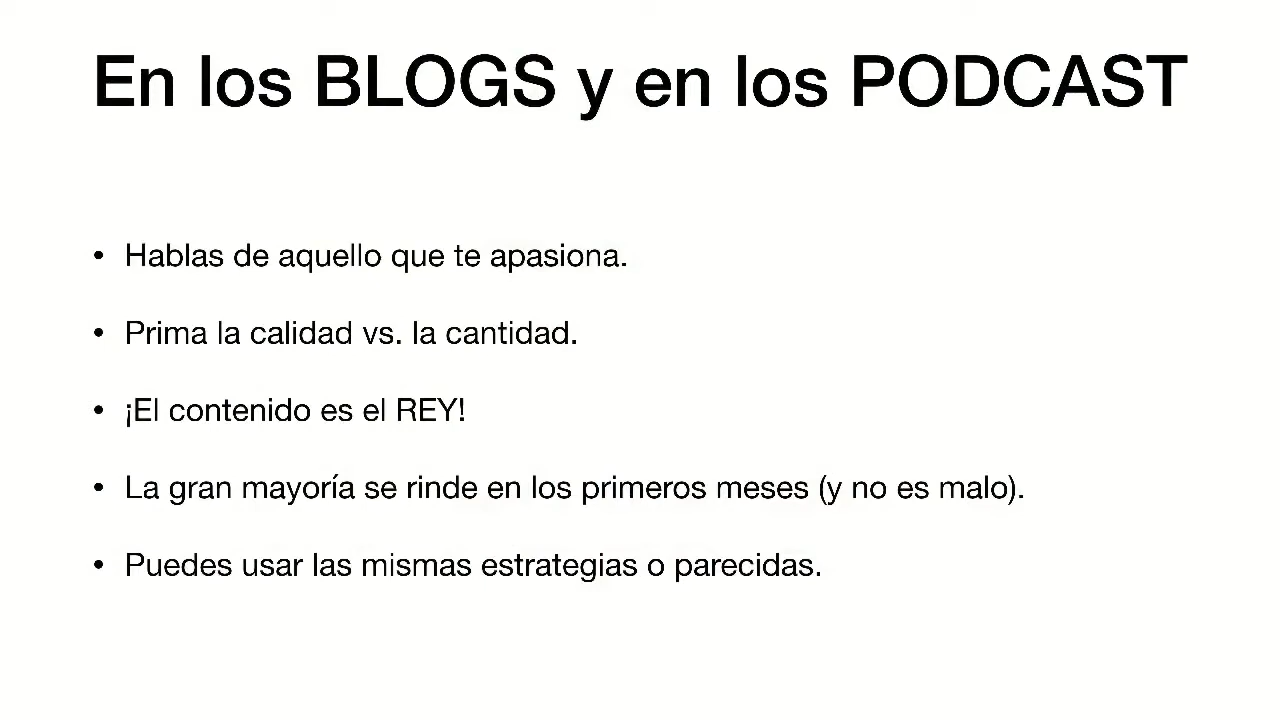 En los BLOGS y en los PODCAST
• Hablas de aquello que te apasiona.
• Prima la calidad vs. la cantidad.
• ¡El contenido es el REY!
• La gran mayoría se rinde en los primeros meses (y no es malo).
• Puedes usar las mismas estrategias o parecidas.